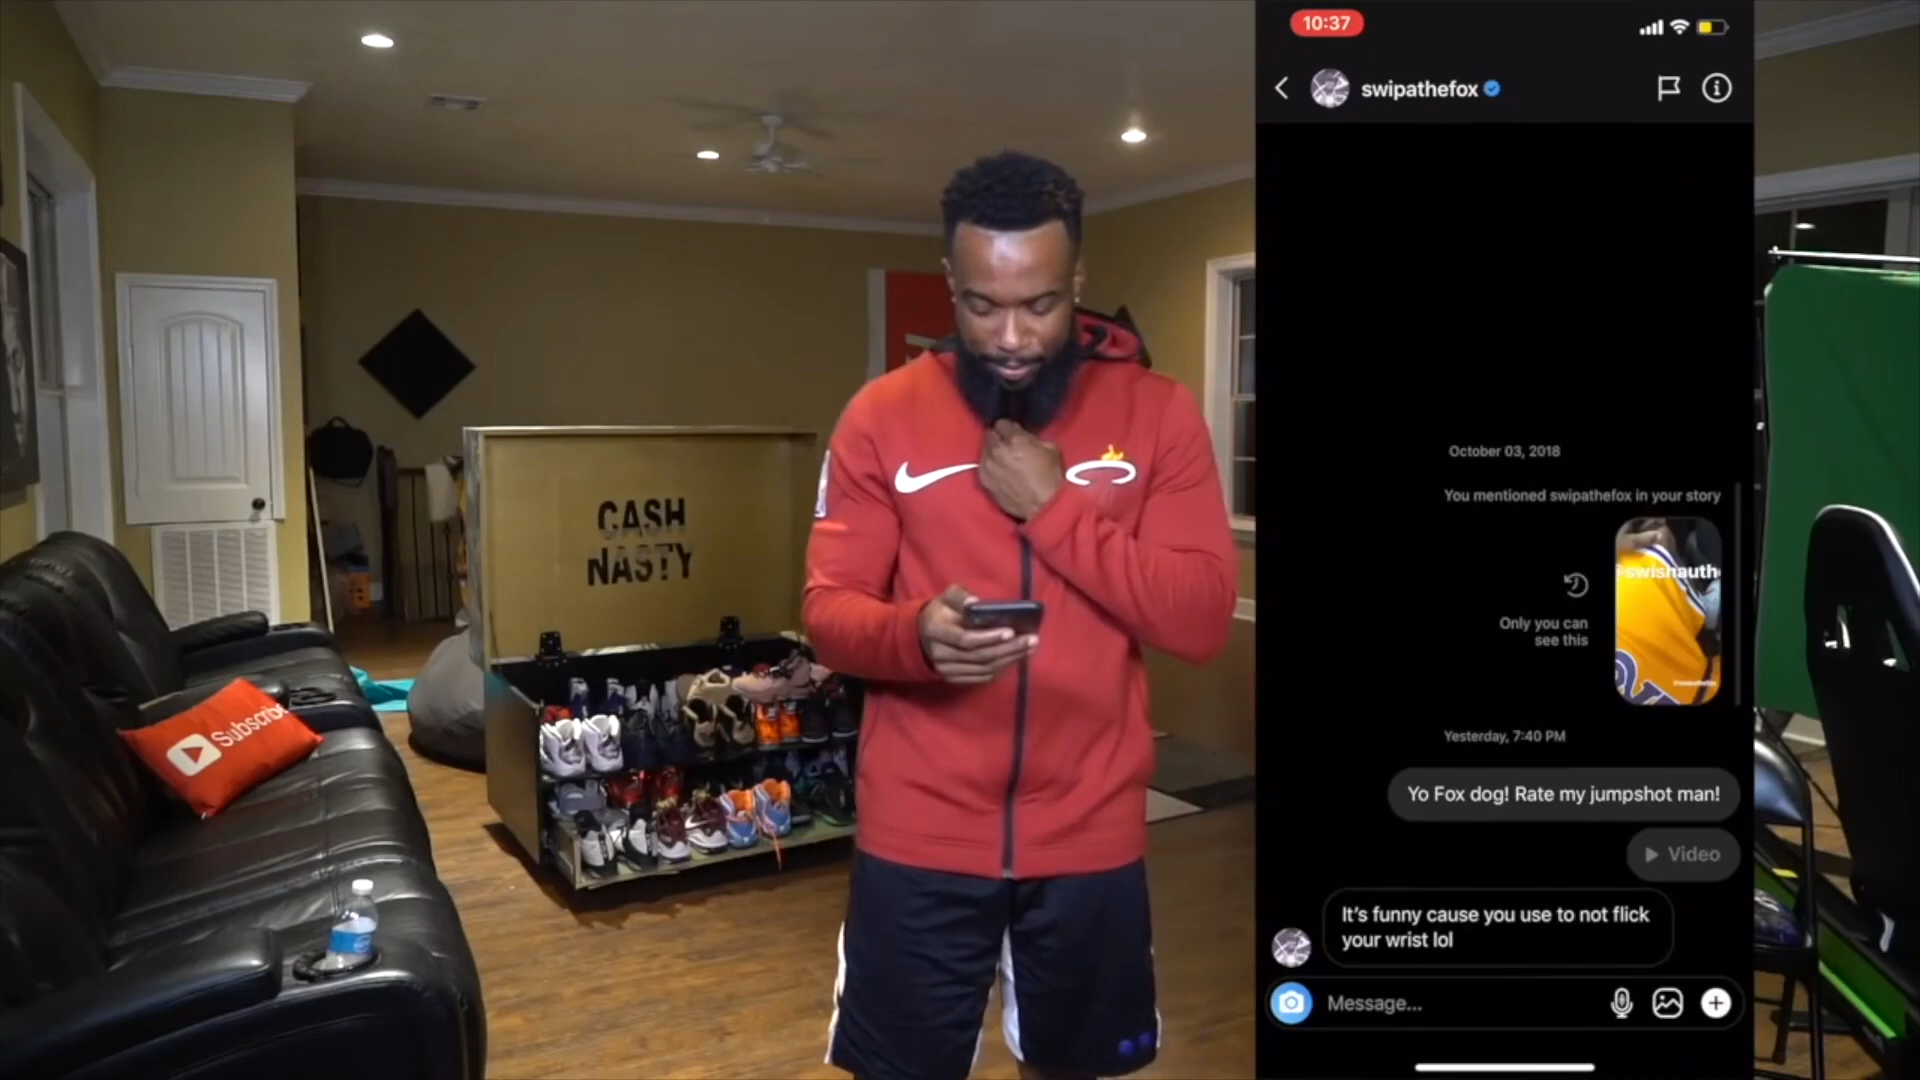 CASH
NASTY
Subscribe
10:37
swipathefox
October 03, 2018
You mentioned swipathefox in your story
@swishauth
Only you can
see this
Yesterday, 7:40 PM
Yo Fox dog! Rate my jumpshot man!
Video
It's funny cause you use to not flick
your wrist lol
Message...